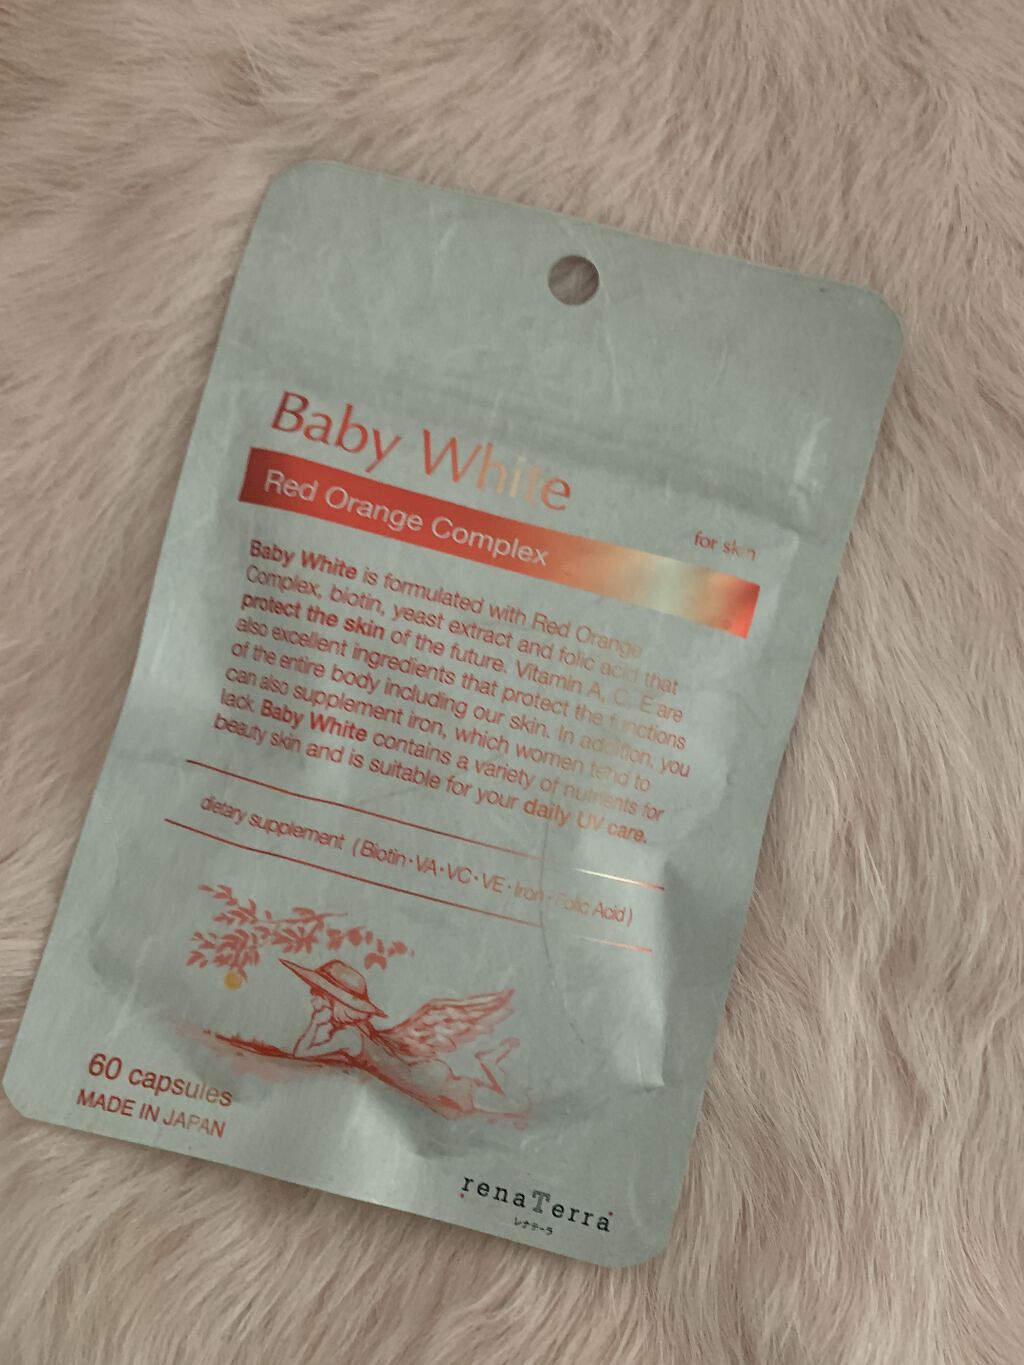 Baby White
for skin
Red Orange Complex
Baby White is formulated with Red Orange
Complex, biotin, yeast extract and folic acid that
protect the skin of the future. Vitamin A, C, E are
also excellent ingredients that protect the functions
of the entire body including our skin. In addition, you
can also supplement iron, which women tend to
lack. Baby White contains a variety of nutrients for
beauty skin and is suitable for your daily UV care.
dietary supplement (Biotin・VA・VC・VE・Iron・Folic Acid)
60 capsules
MADE IN JAPAN
renaTerra
レナテーラ